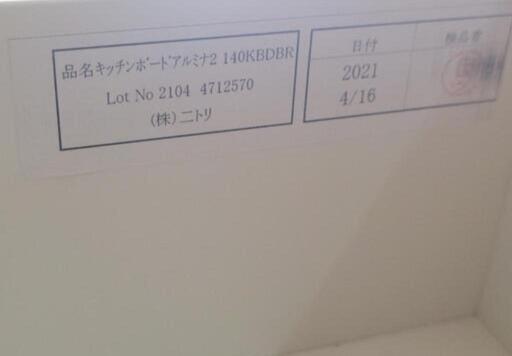 品名キッチンボードアルミナ2 140KBDBR
Lot No 2104 4712570
(株)ニトリ
日付
2021
4/16